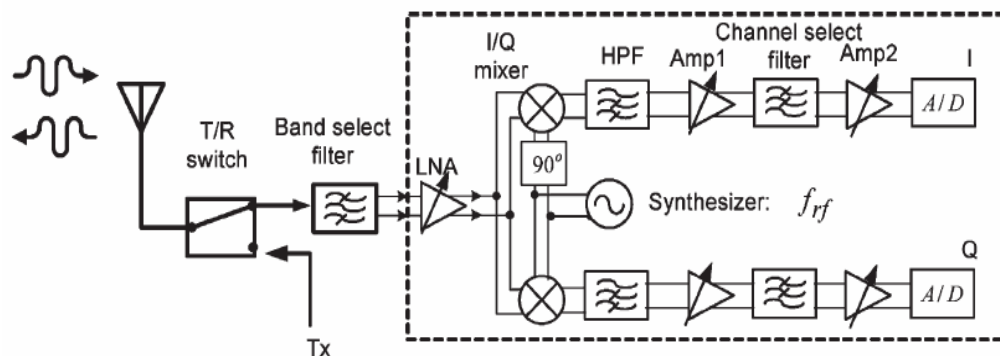 T/R
switch
Band select
filter
LNA
I/Q
mixer
HPF
Amp1
Channel select
filter
Amp2
I
A/D
90°
Synthesizer: f_rf
Q
A/D
Tx